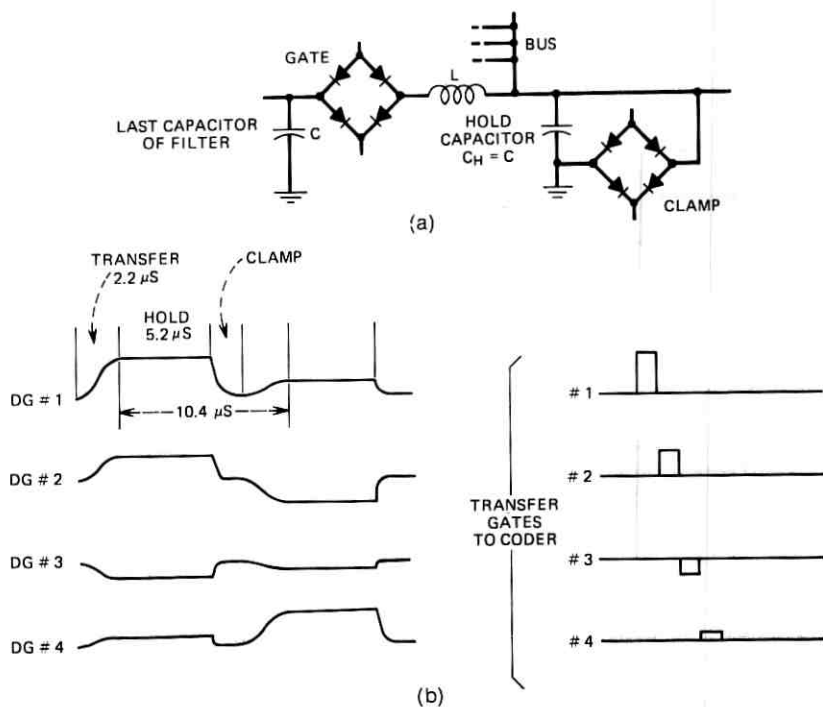 GATE
L
BUS
LAST CAPACITOR
OF FILTER
C
HOLD
CAPACITOR
C_H = C
CLAMP
(a)
TRANSFER
2.2 μS
CLAMP
HOLD
5.2 μS
10.4 μS
DG # 1
DG # 2
DG # 3
DG # 4
TRANSFER
GATES
TO CODER
# 1
# 2
# 3
# 4
(b)